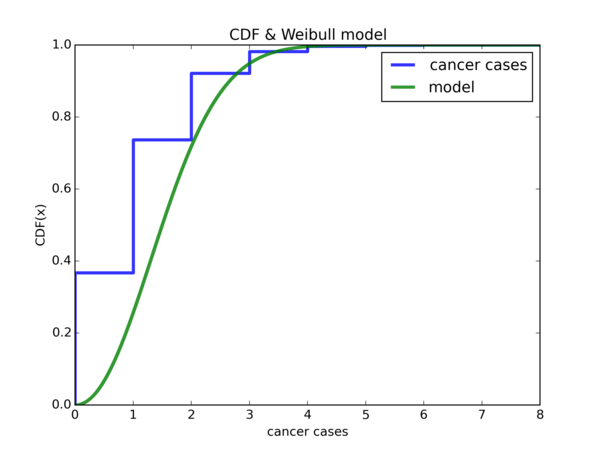 CDF & Weibull model
1.0
0.8
0.6
0.4
0.2
0.0
CDF(x)
cancer cases
model
0 1 2 3 4 5 6 7 8
cancer cases